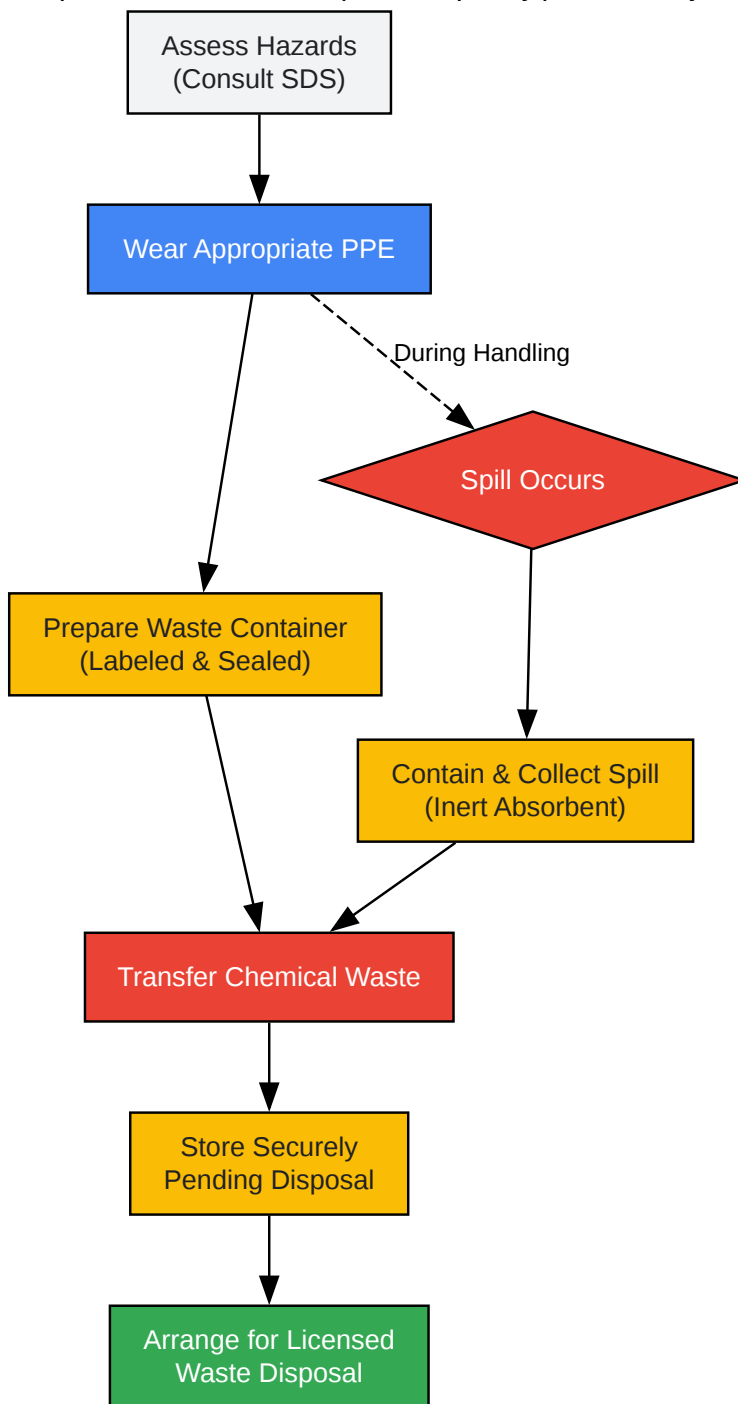 Assess Hazards
(Consult SDS)
Wear Appropriate PPE
During Handling
Spill Occurs
Prepare Waste Container
(Labeled & Sealed)
Contain & Collect Spill
(Inert Absorbent)
Transfer Chemical Waste
Store Securely
Pending Disposal
Arrange for Licensed
Waste Disposal